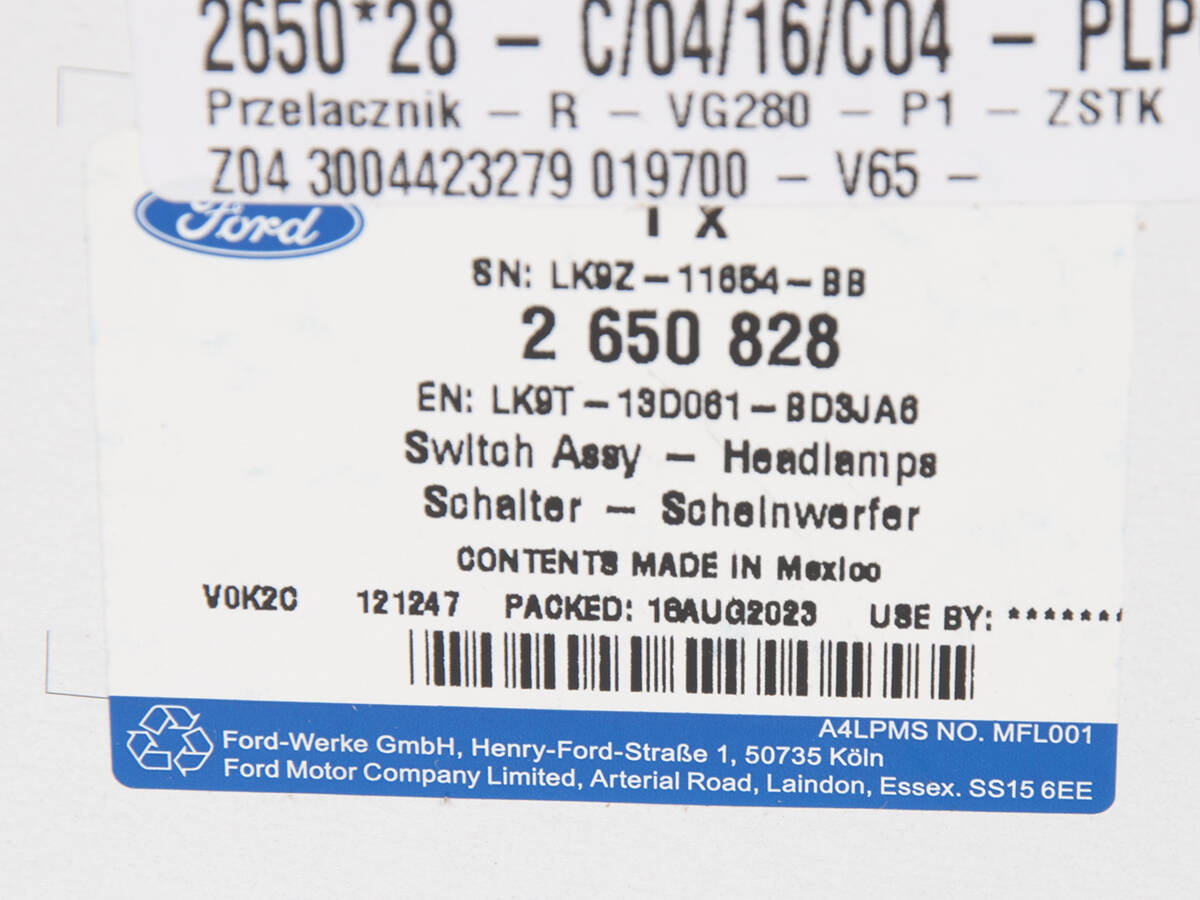 2650*28 - C/04/16/C04 - PLP
Przelacznik - R - VG280 - P1 - ZSTK
Z04 3004423279 019700 - V65 -
Ford
1 X
SN: LK9Z-11654-BB
2 650 828
EN: LK9T-13D061-BD3JA6
Switch Assy - Headlamps
Schalter - Scheinwerfer
CONTENTS MADE IN Mexico
V0K2C 121247 PACKED: 16AUG2023 USE BY: *******
A4LPMS NO. MFL001
Ford-Werke GmbH, Henry-Ford-Straße 1, 50735 Köln
Ford Motor Company Limited, Arterial Road, Laindon, Essex. SS15 6EE